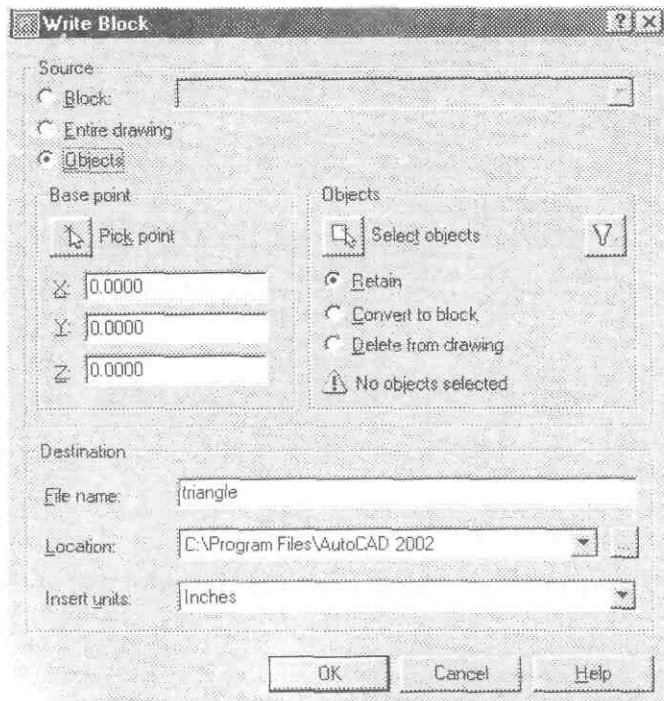 Write Block
Source
Block:
Entire drawing
Objects
Base point
Pick point
X: 0.0000
Y: 0.0000
Z: 0.0000
Objects
Select objects
Retain
Convert to block
Delete from drawing
No objects selected
Destination
File name: triangle
Location: C:\Program Files\AutoCAD 2002 ...
Insert units: Inches
OK Cancel Help